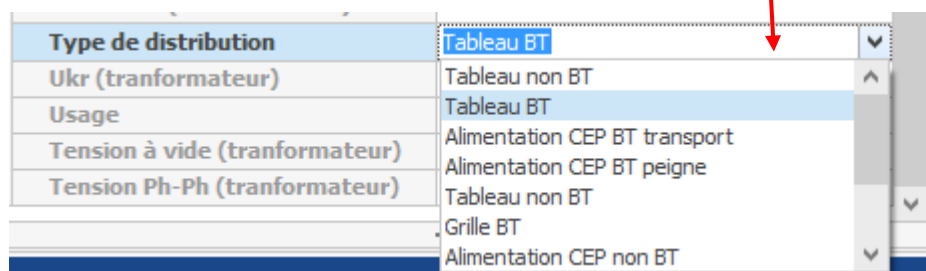 Type de distribution Tableau BT
Ukr (tranformateur) Tableau non BT
Usage Tableau BT
Tension à vide (tranformateur) Alimentation CEP BT transport
Tension Ph-Ph (tranformateur) Alimentation CEP BT peigne
Tableau non BT
Grille BT
Alimentation CEP non BT